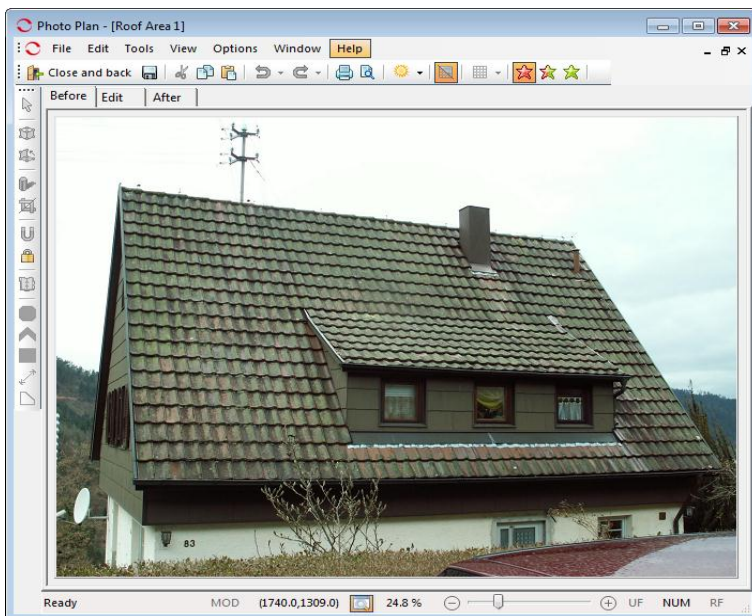 Photo Plan - [Roof Area 1]
File Edit Tools View Options Window Help
Close and back
Before Edit After
83
Ready MOD (1740.0,1309.0) 24.8 % UF NUM RF